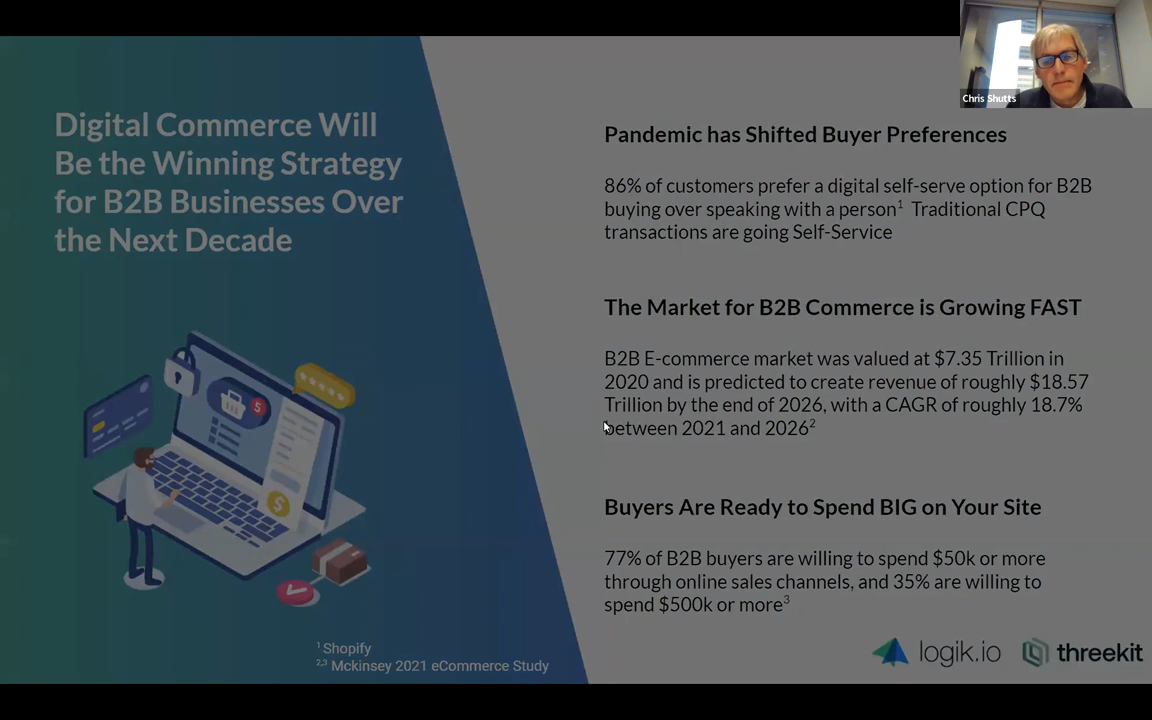 Chris Shutts
Digital Commerce Will
Be the Winning Strategy
for B2B Businesses Over
the Next Decade
5
$
1 Shopify
2,3 Mckinsey 2021 eCommerce Study
Pandemic has Shifted Buyer Preferences
86% of customers prefer a digital self-serve option for B2B
buying over speaking with a person1 Traditional CPQ
transactions are going Self-Service
The Market for B2B Commerce is Growing FAST
B2B E-commerce market was valued at $7.35 Trillion in
2020 and is predicted to create revenue of roughly $18.57
Trillion by the end of 2026, with a CAGR of roughly 18.7%
between 2021 and 20262
Buyers Are Ready to Spend BIG on Your Site
77% of B2B buyers are willing to spend $50k or more
through online sales channels, and 35% are willing to
spend $500k or more3
logik.io
threekit